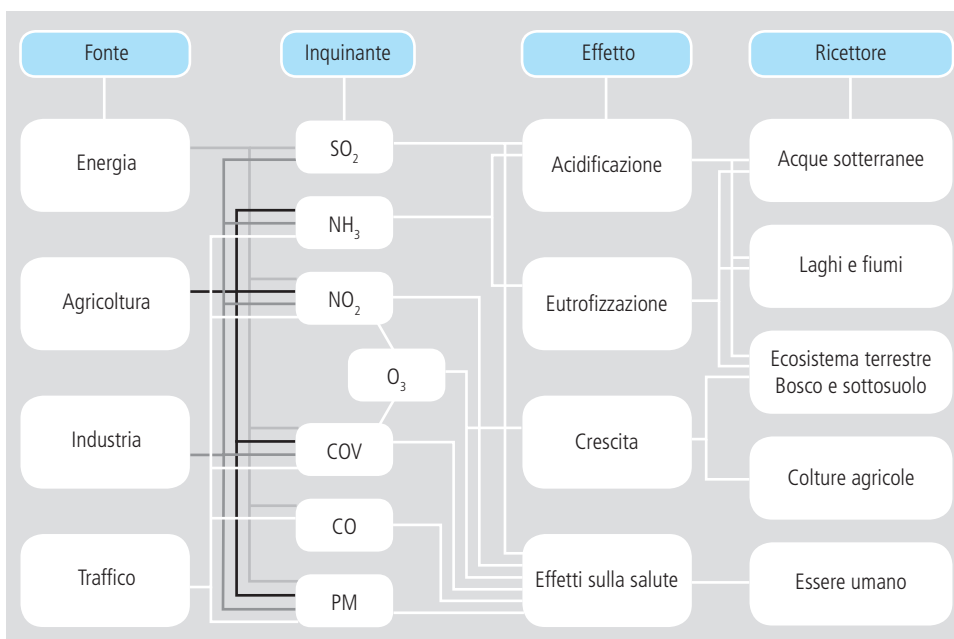 Fonte
Inquinante
Effetto
Ricettore
Energia
Agricoltura
Industria
Traffico
SO₂
NH₃
NO₂
O₃
COV
CO
PM
Acidificazione
Eutrofizzazione
Crescita
Effetti sulla salute
Acque sotterranee
Laghi e fiumi
Ecosistema terrestre
Bosco e sottosuolo
Colture agricole
Essere umano